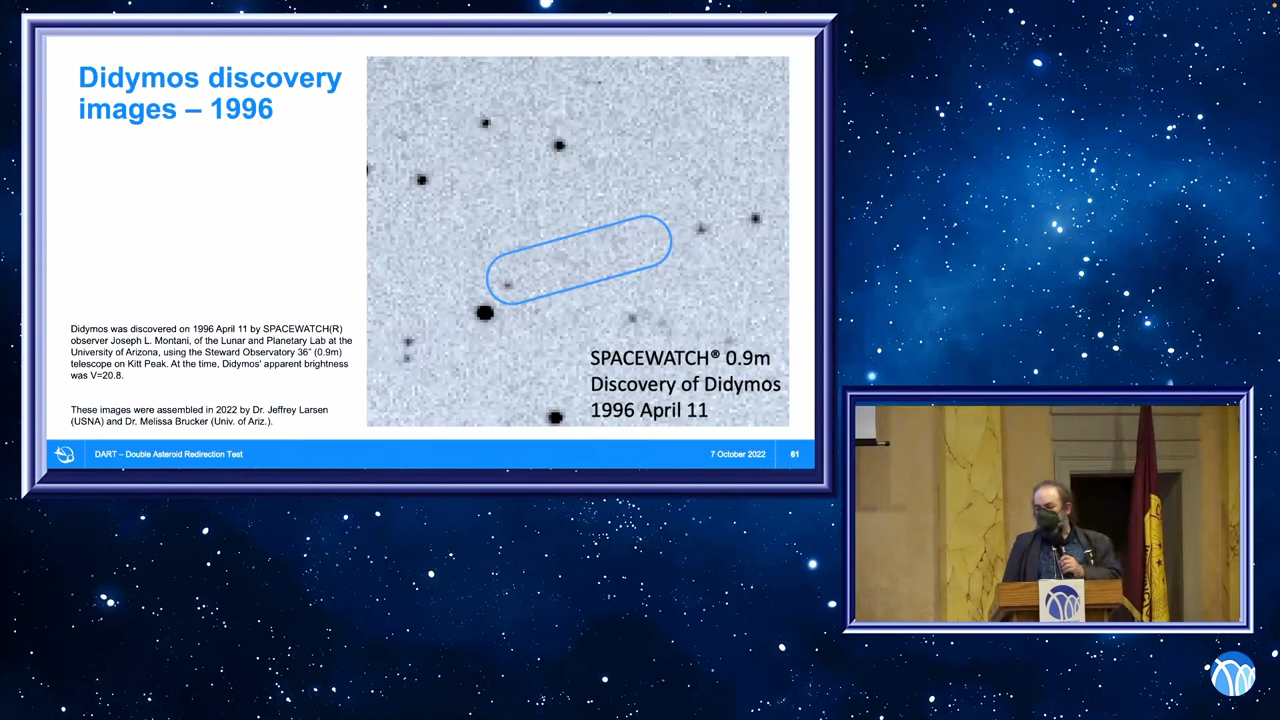 Didymos discovery
images – 1996
Didymos was discovered on 1996 April 11 by SPACEWATCH(R)
observer Joseph L. Montani, of the Lunar and Planetary Lab at the
University of Arizona, using the Steward Observatory 36" (0.9m)
telescope on Kitt Peak. At the time, Didymos' apparent brightness
was V=20.8.
These images were assembled in 2022 by Dr. Jeffrey Larsen
(USNA) and Dr. Melissa Brucker (Univ. of Ariz.).
SPACEWATCH® 0.9m
Discovery of Didymos
1996 April 11
DART – Double Asteroid Redirection Test
7 October 2022
61